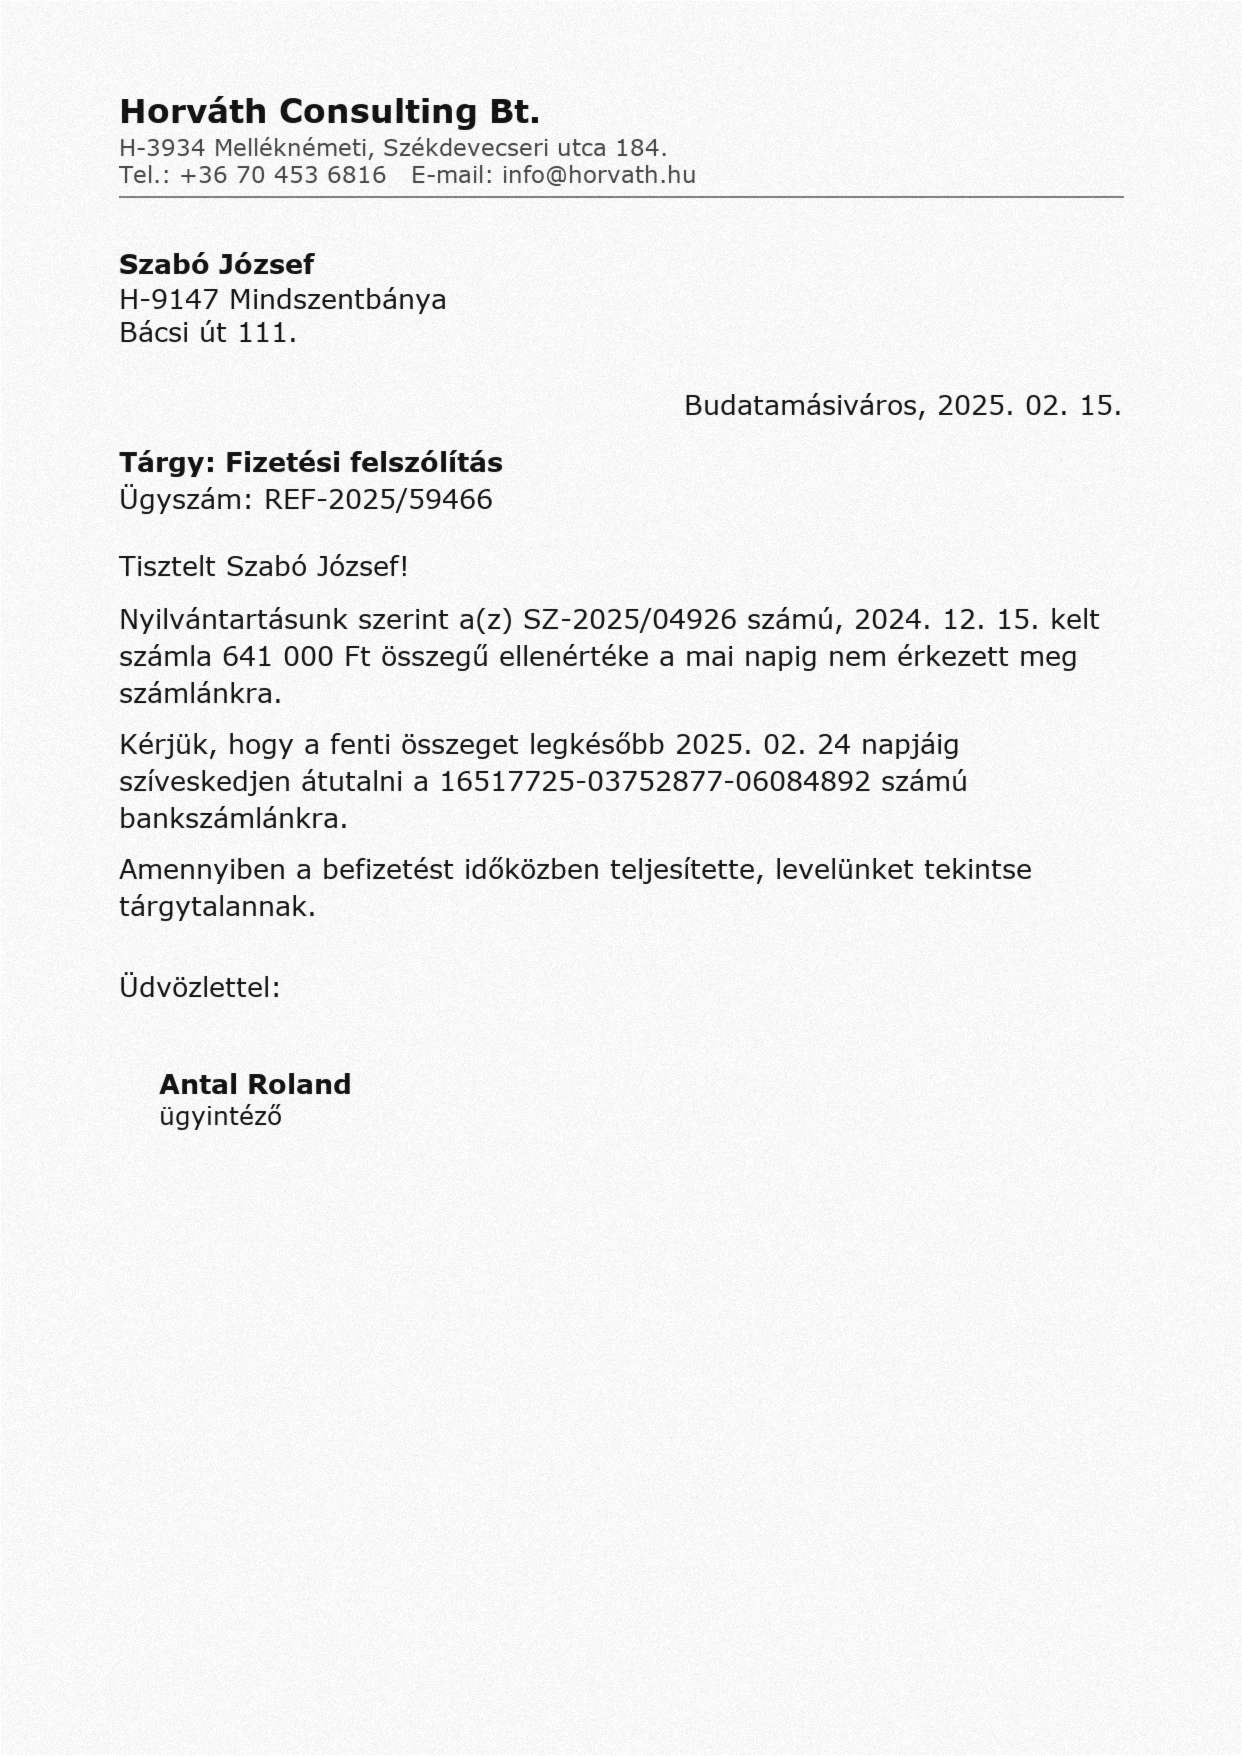 Horváth Consulting Bt.
H-3934 Melléknémeti, Székdevecseri utca 184.
Tel.: +36 70 453 6816 E-mail: info@horvath.hu
Szabó József
H-9147 Mindszentbánya
Bácsi út 111.
Budatamásiváros, 2025. 02. 15.
Tárgy: Fizetési felszólítás
Ügyszám: REF-2025/59466
Tisztelt Szabó József!
Nyilvántartásunk szerint a(z) SZ-2025/04926 számú, 2024. 12. 15. kelt
számla 641 000 Ft összegű ellenértéke a mai napig nem érkezett meg
számlánkra.
Kérjük, hogy a fenti összeget legkésőbb 2025. 02. 24 napjáig
szíveskedjen átutalni a 16517725-03752877-06084892 számú
bankszámlánkra.
Amennyiben a befizetést időközben teljesítette, levelünket tekintse
tárgytalannak.
Üdvözlettel:
Antal Roland
ügyintéző